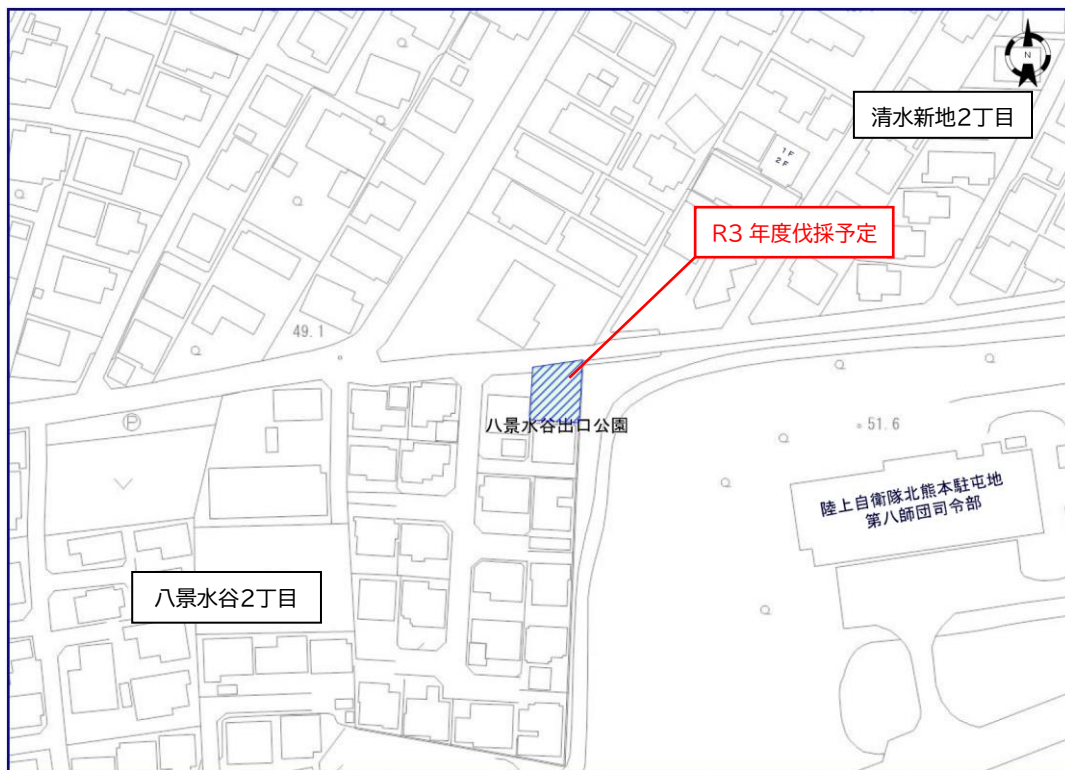 N
清水新地2丁目
1F
2F
R3 年度伐採予定
49.1
八景水谷出口公園
P
51.6
陸上自衛隊北熊本駐屯地
第八師団司令部
八景水谷2丁目